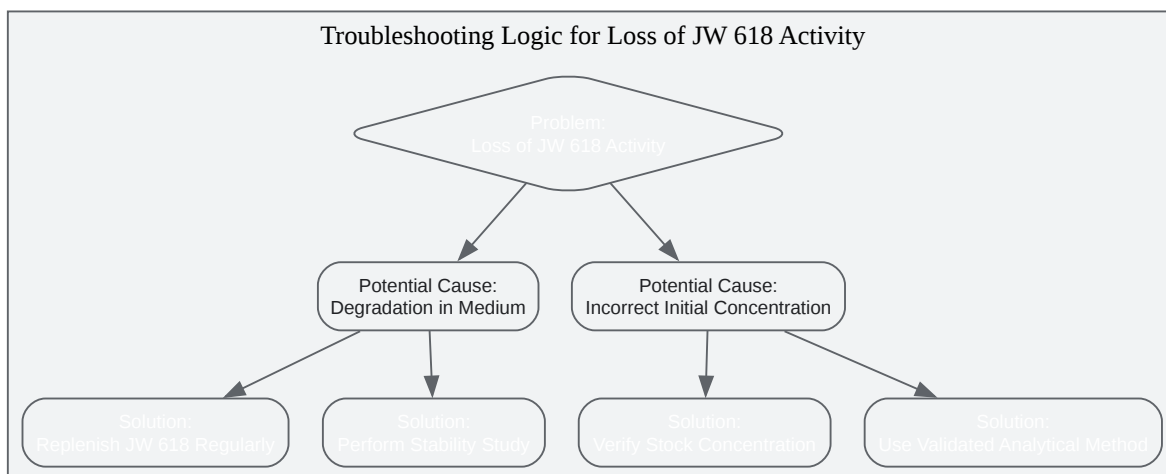 Troubleshooting Logic for Loss of JW 618 Activity
Problem:
Loss of JW 618 Activity
Potential Cause:
Degradation in Medium
Potential Cause:
Incorrect Initial Concentration
Solution:
Replenish JW 618 Regularly
Solution:
Perform Stability Study
Solution:
Verify Stock Concentration
Solution:
Use Validated Analytical Method